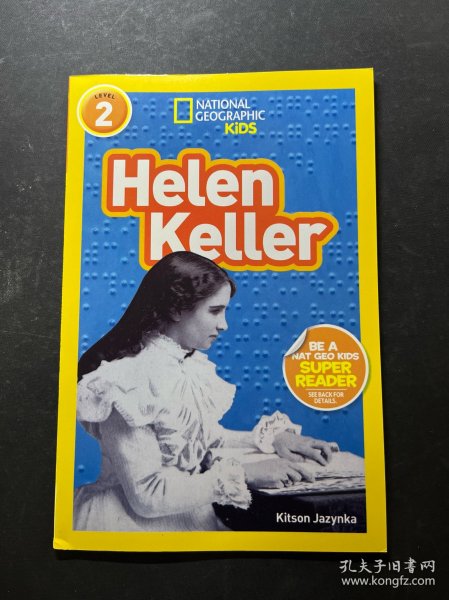 LEVEL
2
NATIONAL
GEOGRAPHIC
KiDS
Helen
Keller
BE A
NAT GEO KIDS
SUPER
READER
SEE BACK FOR
DETAILS.
Kitson Jazynka
孔夫子旧书网
www.kongfz.com